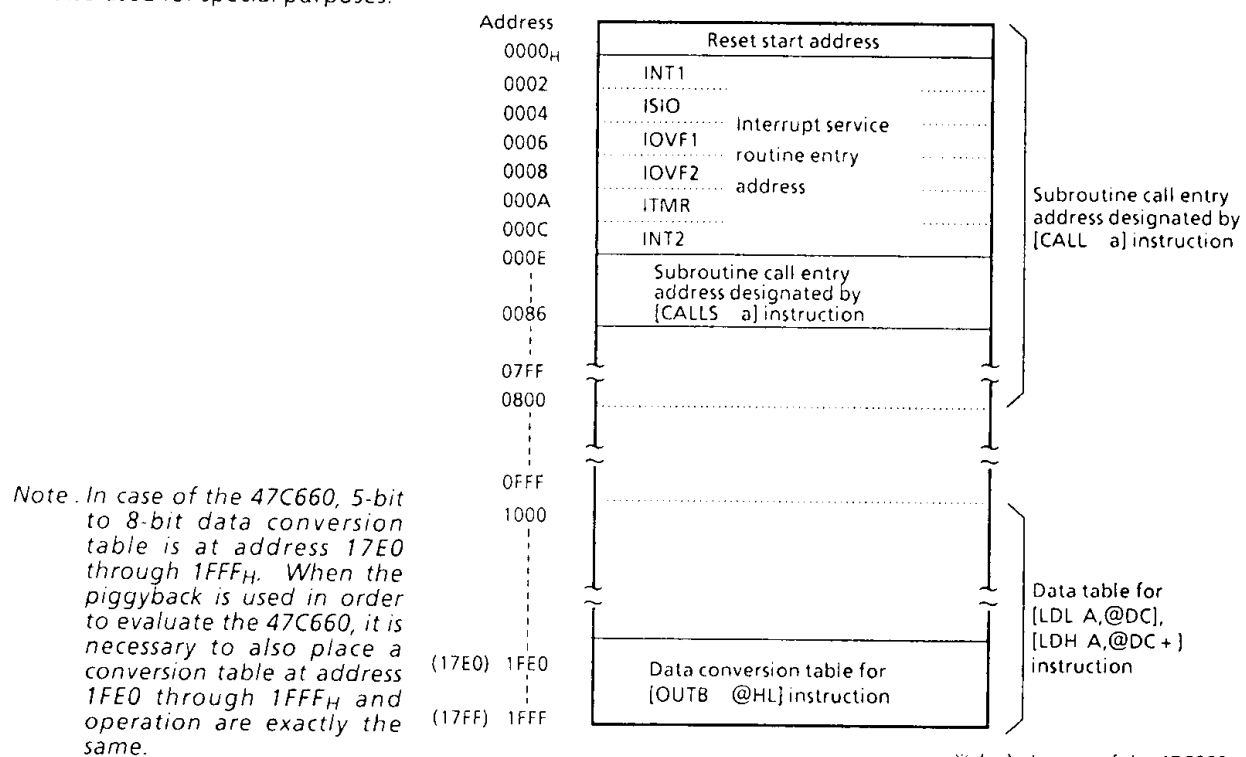 used for special purposes.
Address
0000H Reset start address
0002 INT1
0004 ISIO
Interrupt service
0006 IOVF1
routine entry
0008 IOVF2
address
000A ITMR
000C INT2
000E
Subroutine call entry
address designated by
0086 [CALLS a] instruction
Subroutine call entry
address designated by
[CALL a] instruction
07FF
0800
0FFF
1000
Note . In case of the 47C660, 5-bit
to 8-bit data conversion
table is at address 17E0
through 1FFFH. When the
piggyback is used in order
to evaluate the 47C660, it is
necessary to also place a
conversion table at address
1FE0 through 1FFFH and
operation are exactly the
same.
Data table for
[LDL A,@DC],
[LDH A,@DC+]
instruction
(17E0) 1FE0
Data conversion table for
[OUTB @HL] instruction
(17FF) 1FFF